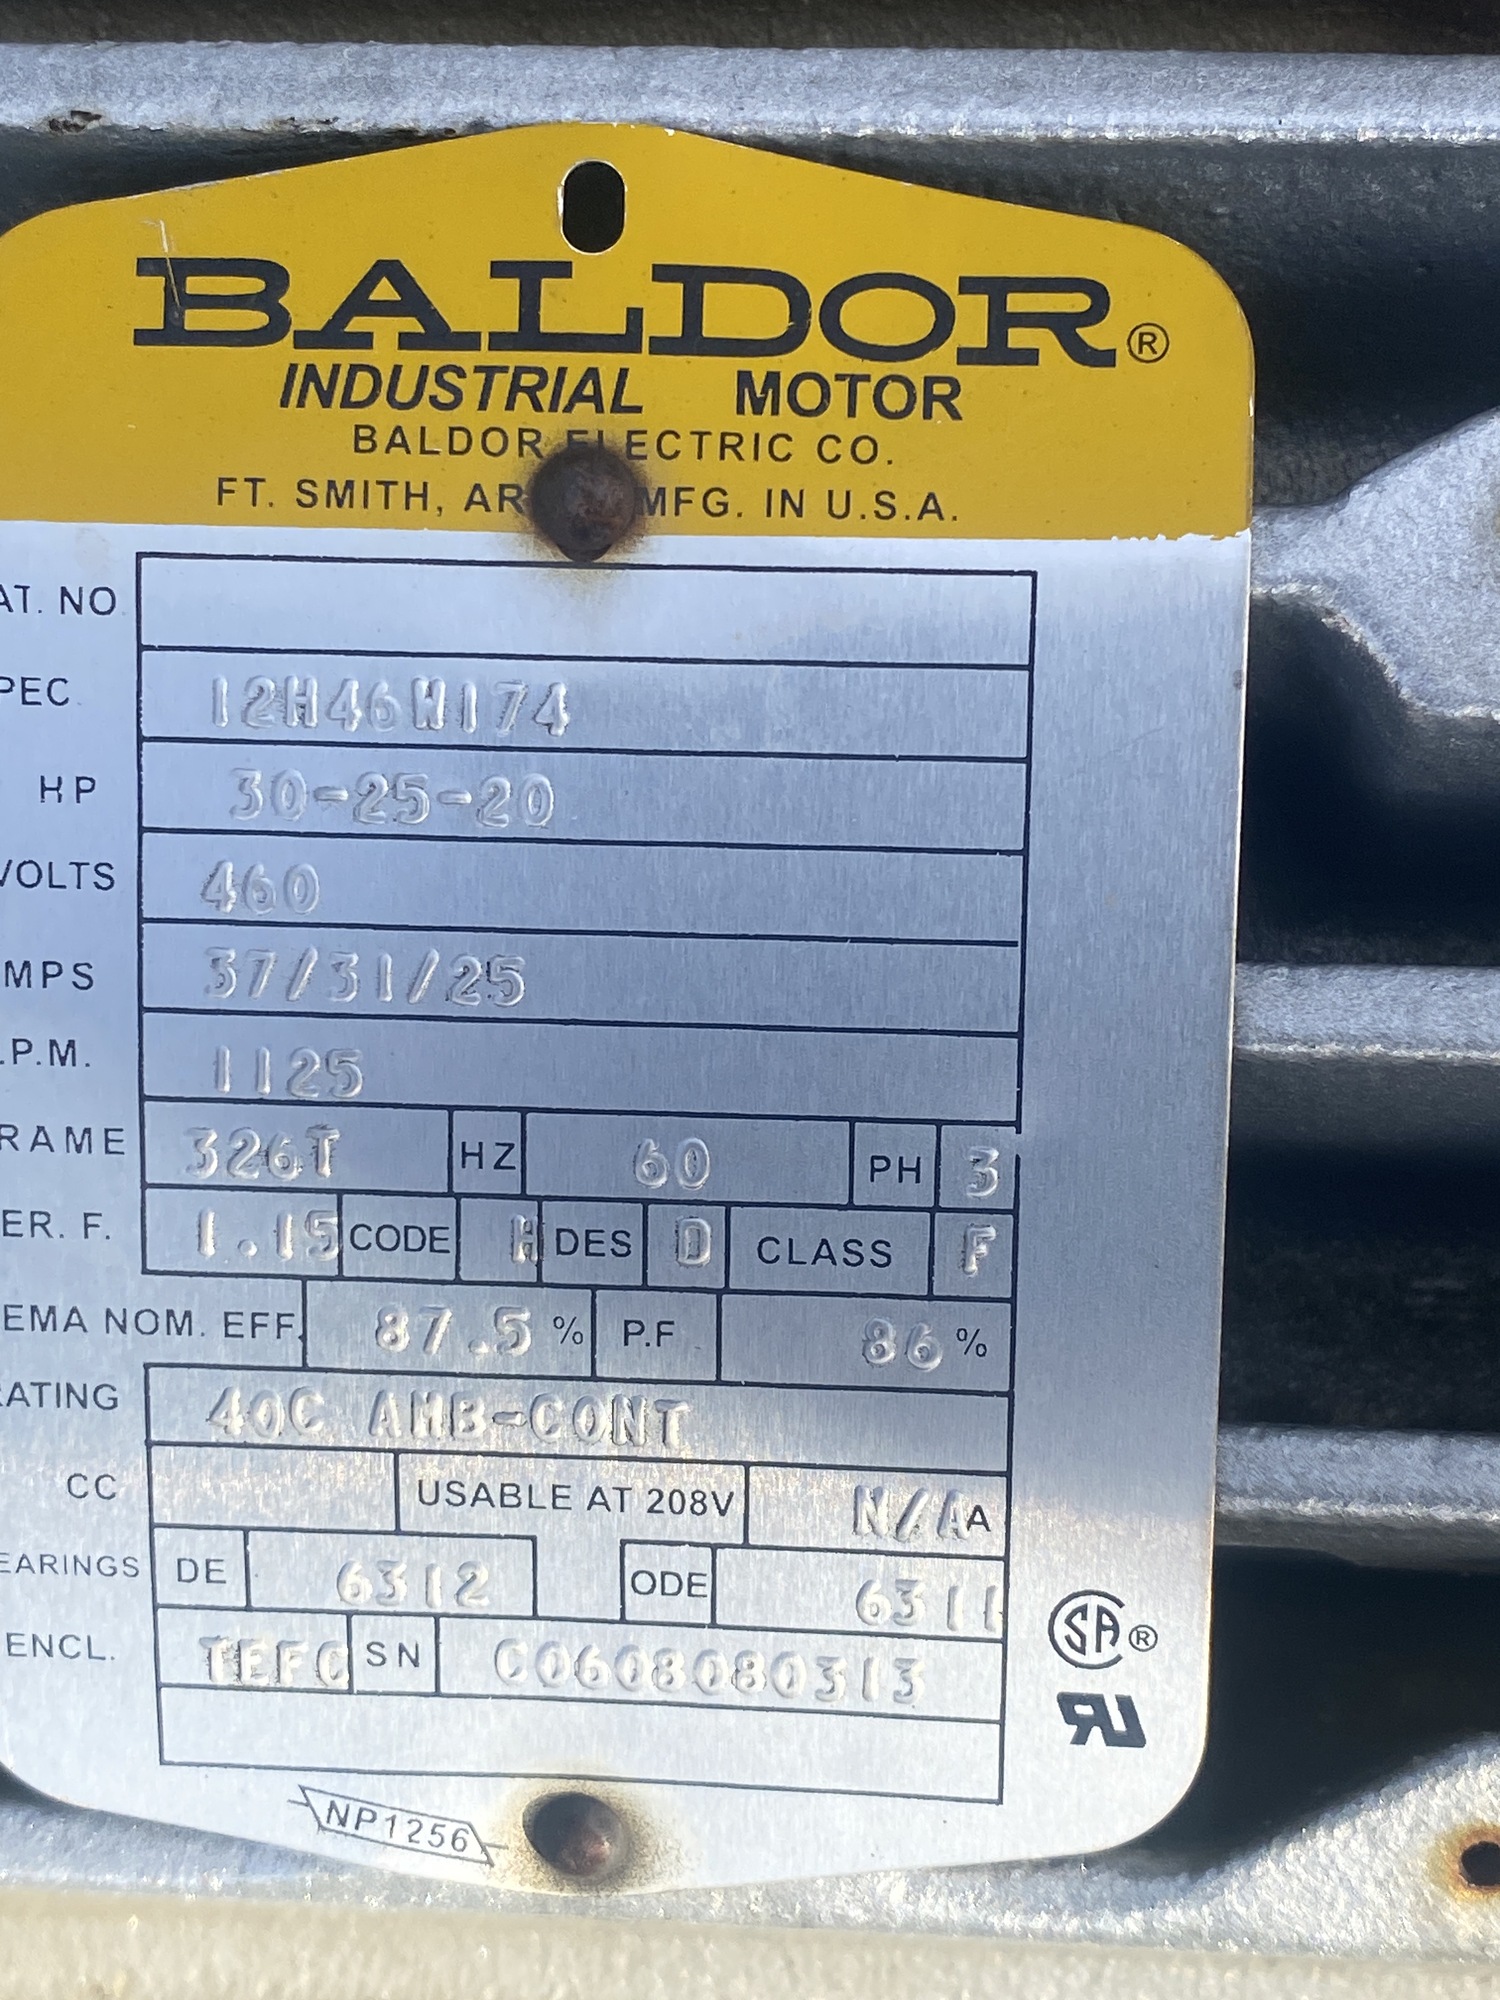 BALDOR®
INDUSTRIAL MOTOR
BALDOR ELECTRIC CO.
FT. SMITH, AR MFG. IN U.S.A.
AT. NO
PEC. 12H46W174
HP 30-25-20
VOLTS 460
MPS 37/31/25
.P.M. 1125
RAME 326T HZ 60 PH 3
ER. F. 1.15 CODE H DES D CLASS F
EMA NOM. EFF. 87.5 % P.F 86 %
ATING 40C AMB-CONT
CC USABLE AT 208V N/A A
EARINGS DE 6312 ODE 6311
ENCL. TEFC SN C0608080313
SA®
RU
NP1256